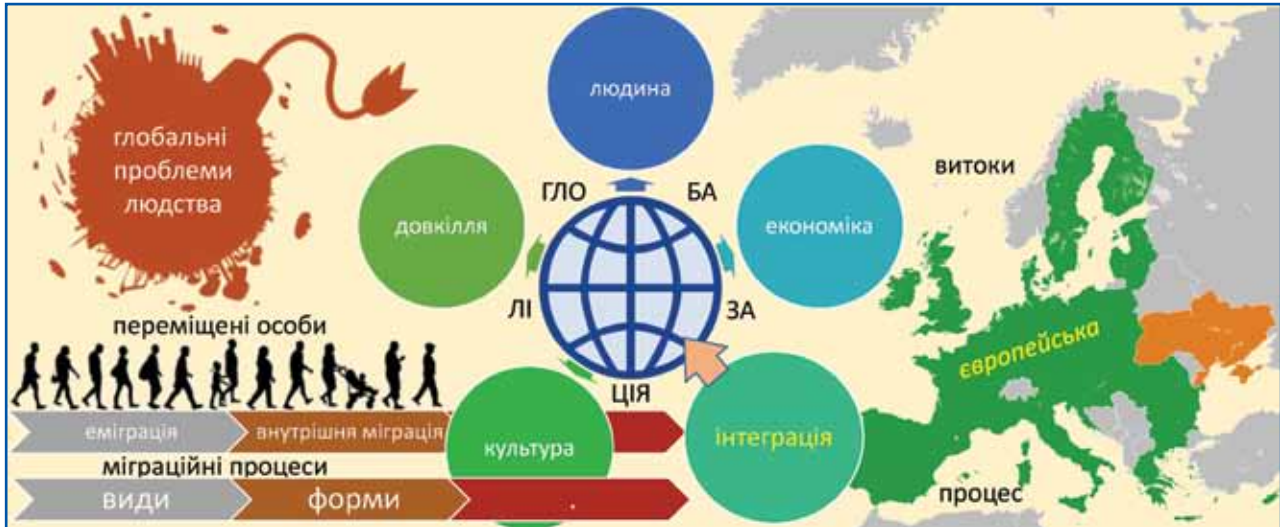 глобальні
проблеми
людства
людина
довкілля
економіка
ГЛО
БА
ЛІ
ЗА
ЦІЯ
культура
інтеграція
переміщені особи
еміграція
внутрішня міграція
міграційні процеси
види
форми
.
витоки
європейська
процес